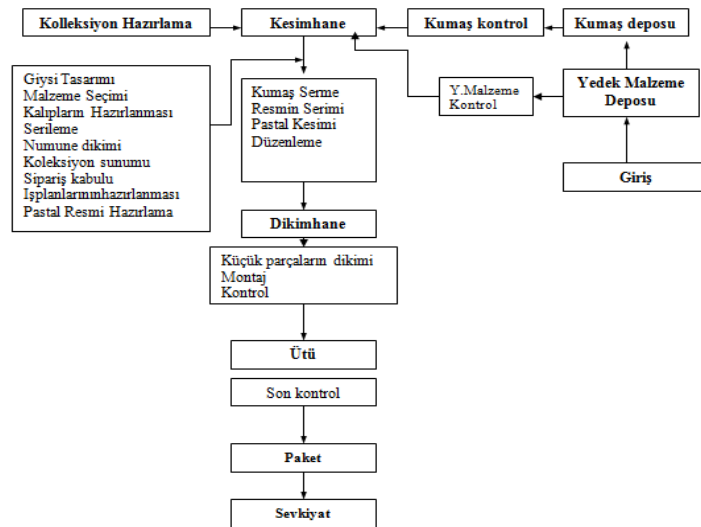 Kolleksiyon Hazırlama
Kesimhane
Kumaş kontrol
Kumaş deposu
Giysi Tasarımı
Malzeme Seçimi
Kalıpların Hazırlanması
Serileme
Numune dikimi
Koleksiyon sunumu
Sipariş kabulu
Işplanlarınınhazırlanması
Pastal Resmi Hazırlama
Kumaş Serme
Resmin Serimi
Pastal Kesimi
Düzenleme
Y.Malzeme
Kontrol
Yedek Malzeme
Deposu
Giriş
Dikimhane
Küçük parçaların dikimi
Montaj
Kontrol
Ütü
Son kontrol
Paket
Sevkiyat